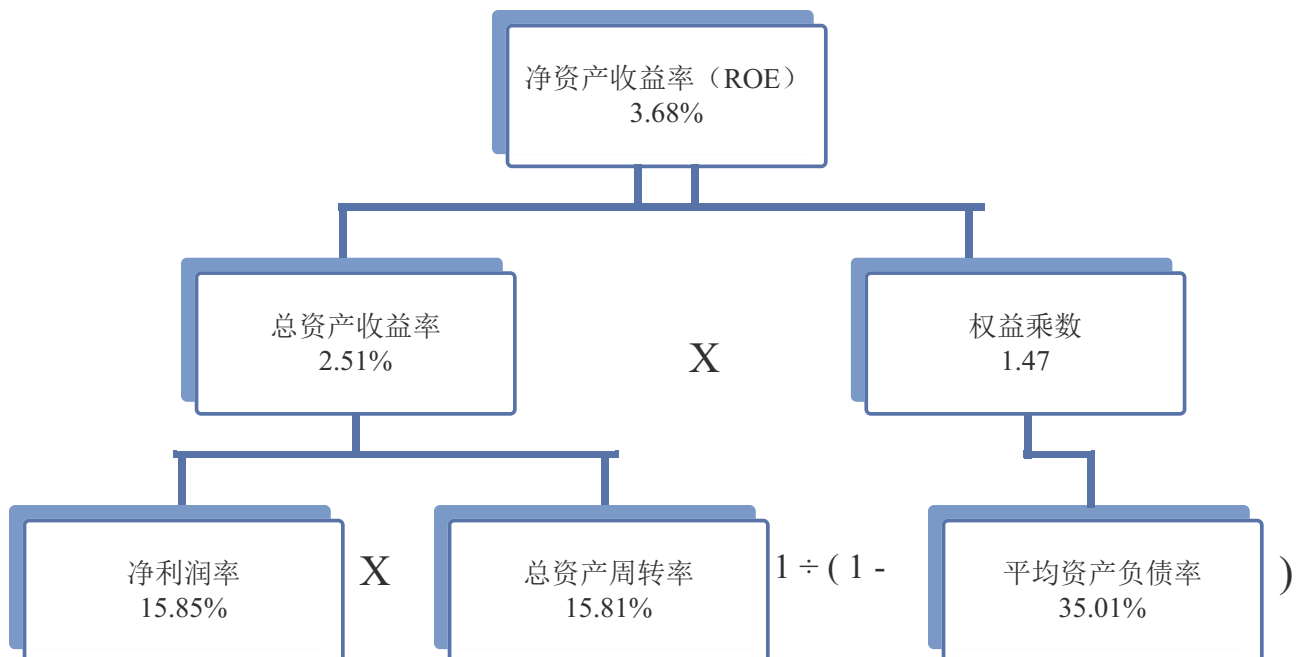 净资产收益率（ROE）
3.68%
总资产收益率
2.51%
X
权益乘数
1.47
净利润率
15.85%
X
总资产周转率
15.81%
1 ÷ ( 1 -
平均资产负债率
35.01%
)